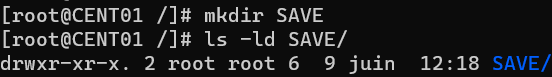 [root@CENT01 /]# mkdir SAVE
[root@CENT01 /]# ls -ld SAVE/
drwxr-xr-x. 2 root root 6  9 juin  12:18 SAVE/